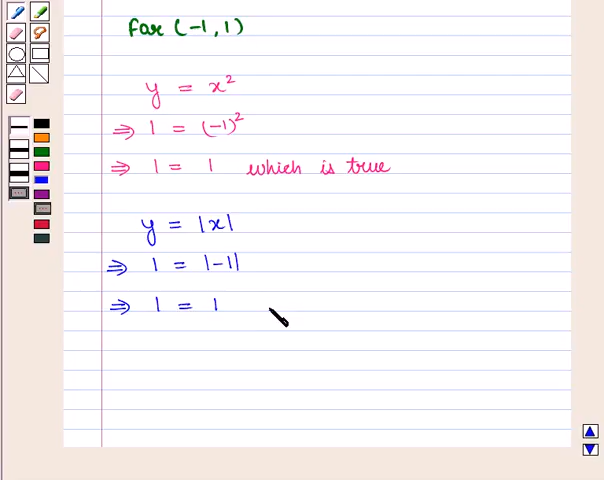 For (-1, 1)
y = x²
⇒ 1 = (-1)²
⇒ 1 = 1 which is true
y = |x|
⇒ 1 = |-1|
⇒ 1 = 1